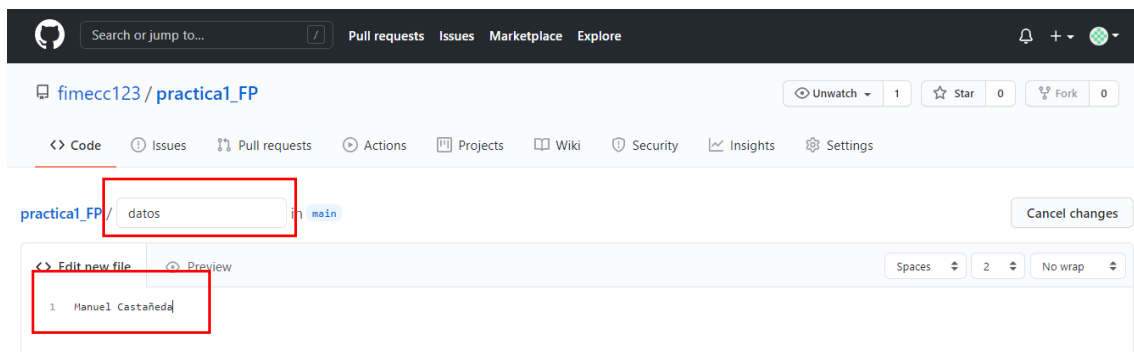 Search or jump to... / Pull requests Issues Marketplace Explore
fimecc123 / practica1_FP Unwatch 1 Star 0 Fork 0
Code Issues Pull requests Actions Projects Wiki Security Insights Settings
practica1_FP / datos in main Cancel changes
<> Edit new file Preview Spaces 2 No wrap
1 Manuel Castañeda